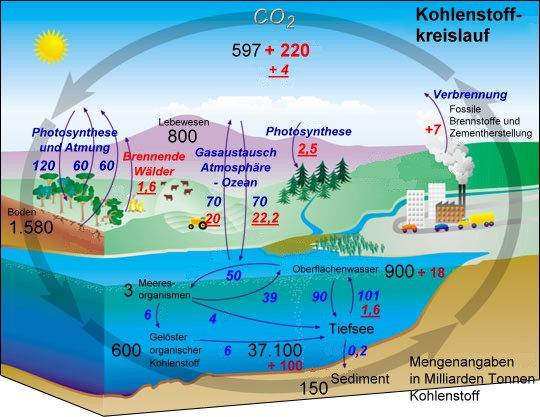 CO2
Kohlenstoff-
kreislauf
597 + 220
+ 4
Verbrennung
Fossile
Brennstoffe und
Zementherstellung
+7
Lebewesen
800
Photosynthese
und Atmung
120 60 60
Brennende
Wälder
1,6
Gasaustausch
Atmosphäre
- Ozean
70 70
20 22,2
Photosynthese
2,5
Boden
1.580
50
Oberflächenwasser 900 + 18
3 Meeres-
organismen
39
90 101
1,6
6
4
Tiefsee
600 Gelöster
organischer
Kohlenstoff
6
37.100
+ 100
0,2
150 Sediment
Mengenangaben
in Milliarden Tonnen
Kohlenstoff